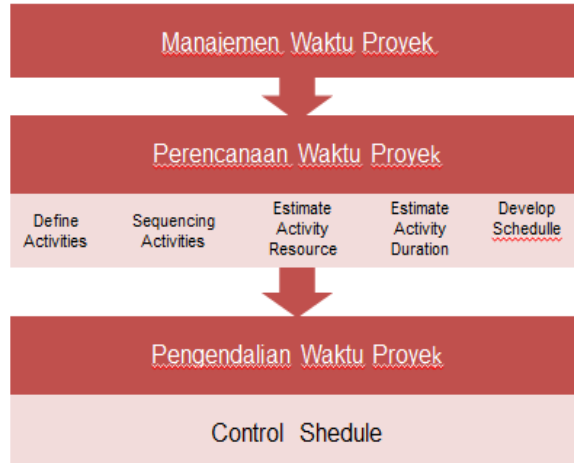 Manajemen Waktu Proyek
Perencanaan Waktu Proyek
Define
Activities
Sequencing
Activities
Estimate
Activity
Resource
Estimate
Activity
Duration
Develop
Schedulle
Pengendalian Waktu Proyek
Control Shedule